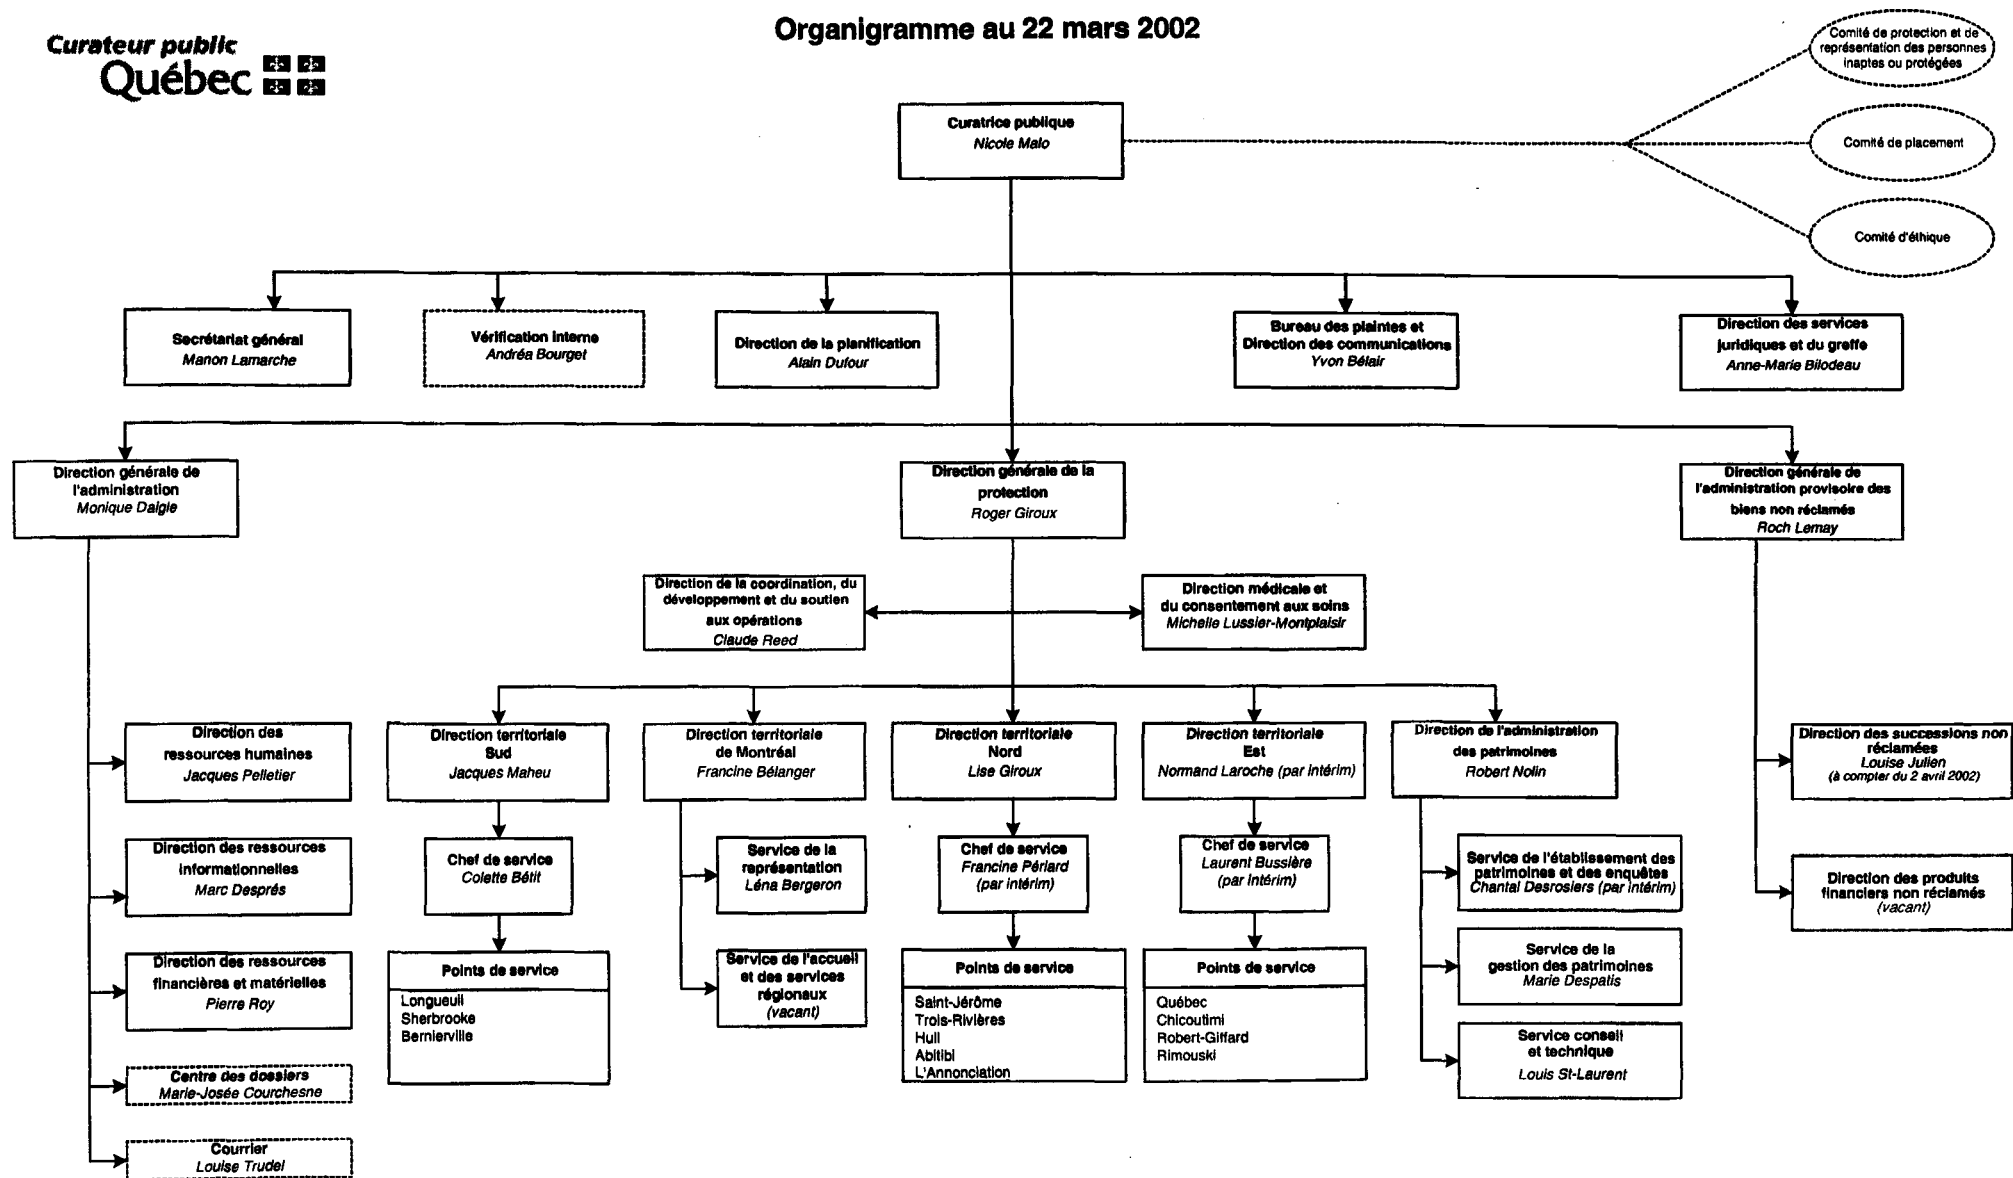 Organigramme au 22 mars 2002
Curateur public
Québec
Comité de protection et de
représentation des personnes
inaptes ou protégées
Comité de placement
Comité d'éthique
Curatrice publique
Nicole Malo
Secrétariat général
Manon Lamarche
Vérification interne
Andréa Bourget
Direction de la planification
Alain Dufour
Bureau des plaintes et
Direction des communications
Yvon Bélair
Direction des services
juridiques et du greffe
Anne-Marie Bilodeau
Direction générale de
l'administration
Monique Daigle
Direction générale de la
protection
Roger Giroux
Direction générale de
l'administration provisoire des
biens non réclamés
Roch Lemay
Direction de la coordination, du
développement et du soutien
aux opérations
Claude Reed
Direction médicale et
du consentement aux soins
Michelle Lussier-Montplaisir
Direction des
ressources humaines
Jacques Pelletier
Direction des ressources
informationnelles
Marc Després
Direction des ressources
financières et matérielles
Pierre Roy
Centre des dossiers
Marie-Josée Courchesne
Courrier
Louise Trudel
Direction territoriale
Sud
Jacques Maheu
Chef de service
Colette Bétit
Points de service
Longueuil
Sherbrooke
Bernierville
Direction territoriale
de Montréal
Francine Bélanger
Service de la
représentation
Léna Bergeron
Service de l'accueil
et des services
régionaux
(vacant)
Direction territoriale
Nord
Lise Giroux
Chef de service
Francine Périard
(par intérim)
Points de service
Saint-Jérôme
Trois-Rivières
Hull
Abitibi
L'Annonciation
Direction territoriale
Est
Normand Laroche (par intérim)
Chef de service
Laurent Bussière
(par intérim)
Points de service
Québec
Chicoutimi
Robert-Giffard
Rimouski
Direction de l'administration
des patrimoines
Robert Nolin
Service de l'établissement des
patrimoines et des enquêtes
Chantal Desrosiers (par intérim)
Service de la
gestion des patrimoines
Marie Despatis
Service conseil
et technique
Louis St-Laurent
Direction des successions non
réclamées
Louise Julien
(à compter du 2 avril 2002)
Direction des produits
financiers non réclamés
(vacant)